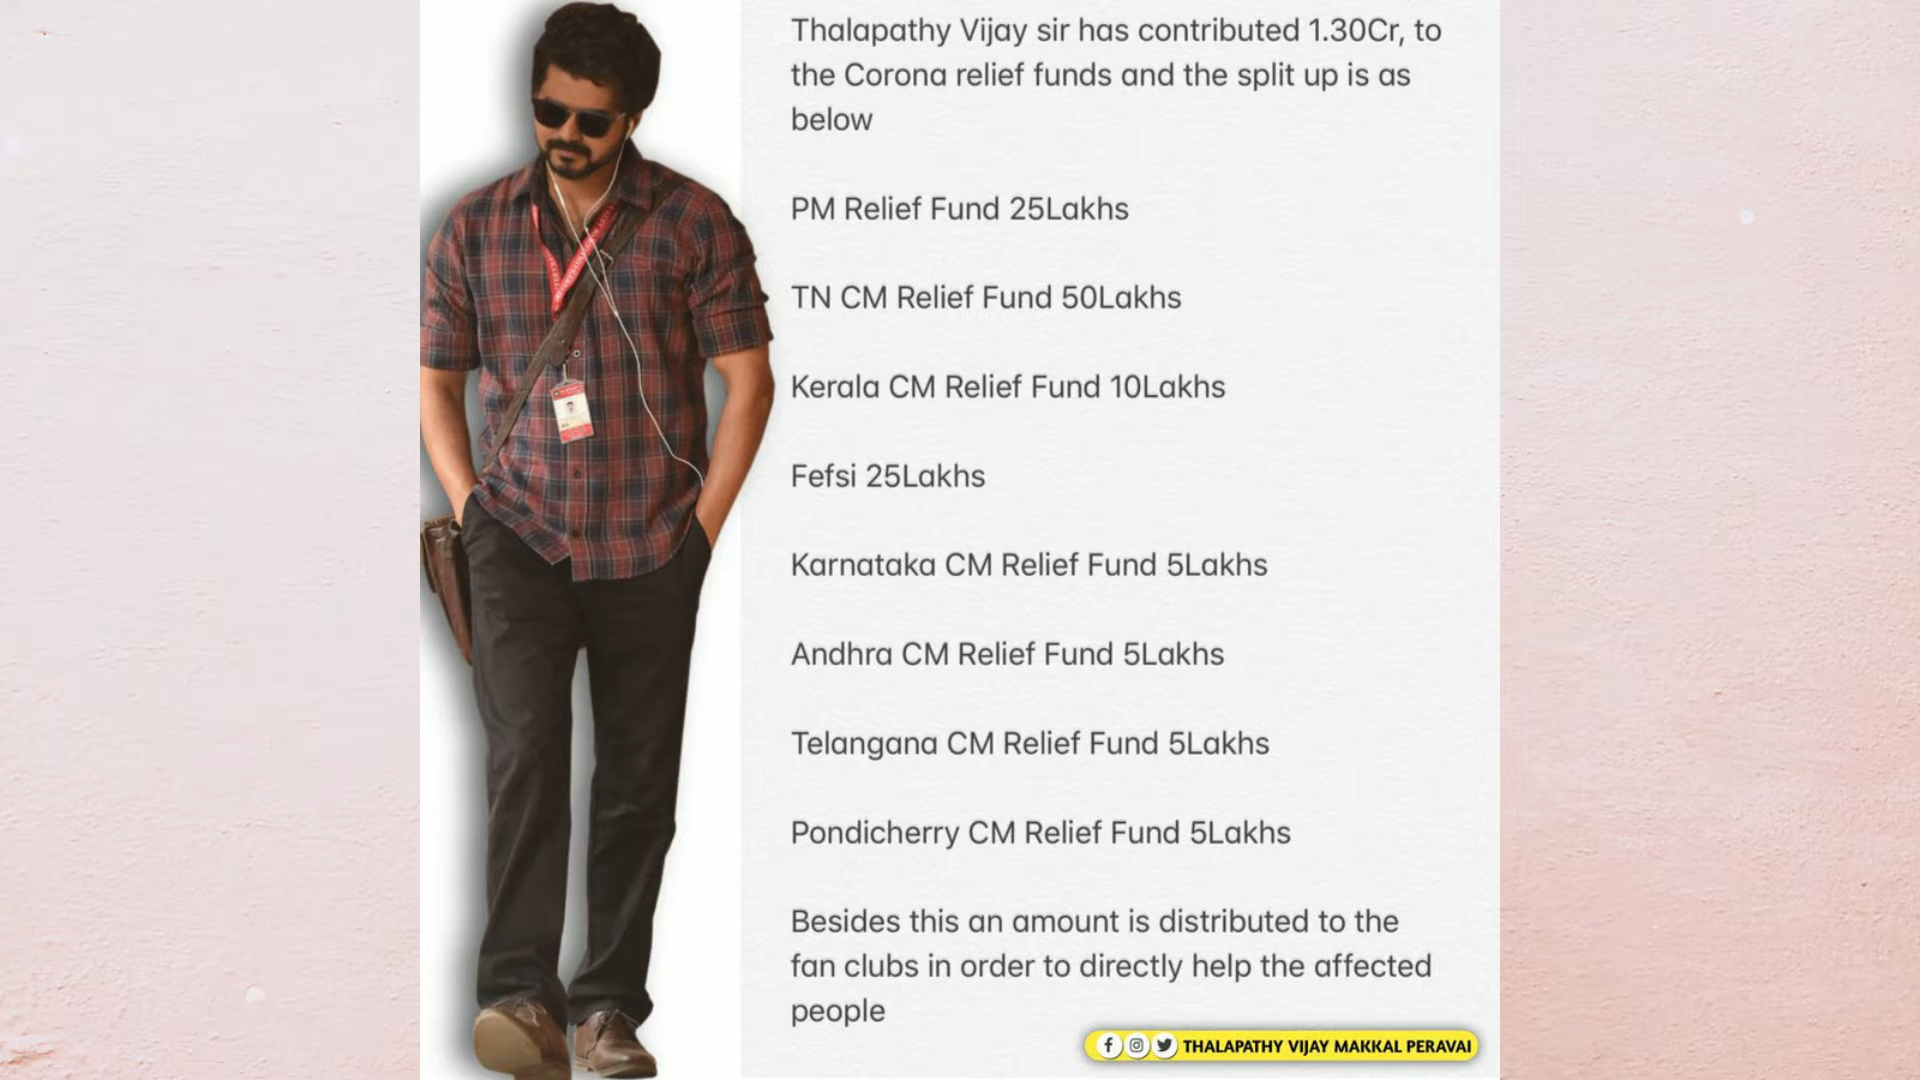 Thalapathy Vijay sir has contributed 1.30Cr, to
the Corona relief funds and the split up is as
below
PM Relief Fund 25Lakhs
TN CM Relief Fund 50Lakhs
Kerala CM Relief Fund 10Lakhs
Fefsi 25Lakhs
Karnataka CM Relief Fund 5Lakhs
Andhra CM Relief Fund 5Lakhs
Telangana CM Relief Fund 5Lakhs
Pondicherry CM Relief Fund 5Lakhs
Besides this an amount is distributed to the
fan clubs in order to directly help the affected
people
THALAPATHY VIJAY MAKKAL PERAVAI